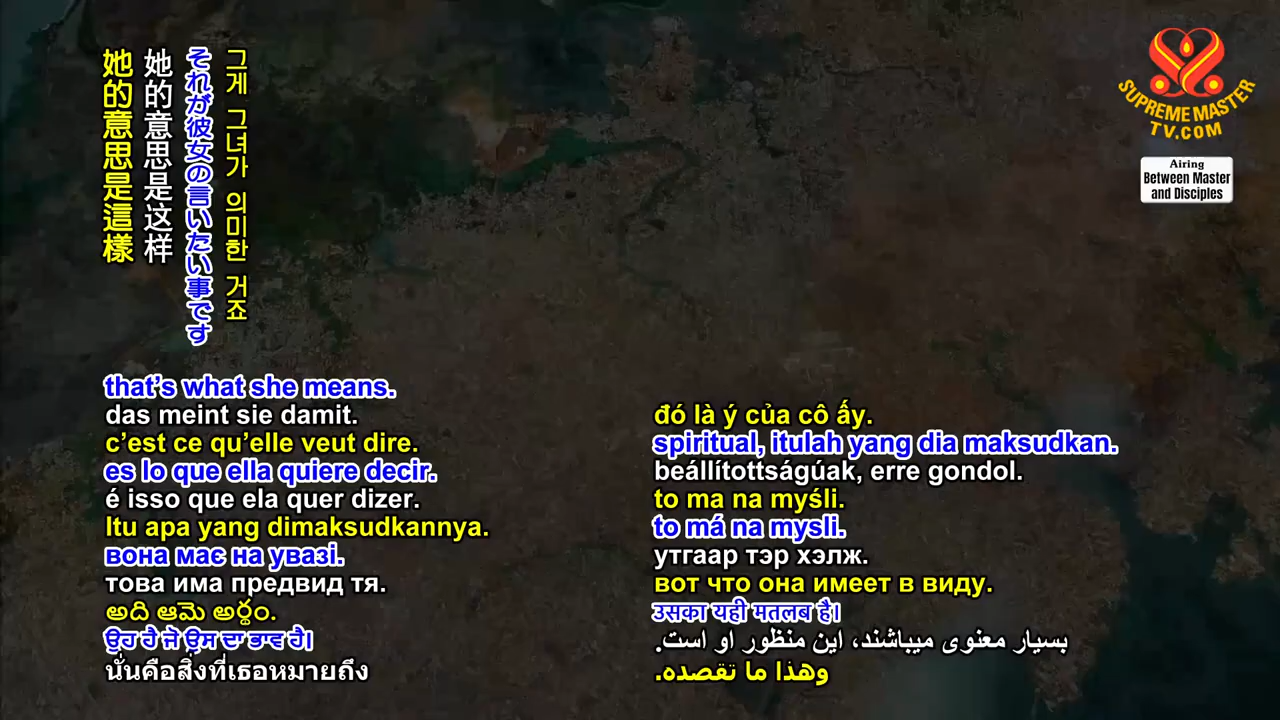 她的意思是這樣
她的意思是这样
それが彼女の言いたい事です
그게 그녀가 의미한 거죠
that’s what she means.
das meint sie damit.
c’est ce qu’elle veut dire.
es lo que ella quiere decir.
é isso que ela quer dizer.
Itu apa yang dimaksudkannya.
вона має на увазі.
това има предвид тя.
అది ఆమె అర్థం.
ਉਹ ਹੈ ਜੋ ਉਸ ਦਾ ਭਾਵ ਹੈ।
นั่นคือสิ่งที่เธอหมายถึง
đó là ý của cô ấy.
spiritual, itulah yang dia maksudkan.
beállítottságúak, erre gondol.
to ma na myśli.
to má na mysli.
утгаар тэр хэлж.
вот что она имеет в виду.
उसका यही मतलब है।
بسیار معنوی میباشند، این منظور او است.
وهذا ما تقصده.
SUPREME MASTER
TV.COM
Airing
Between Master
and Disciples